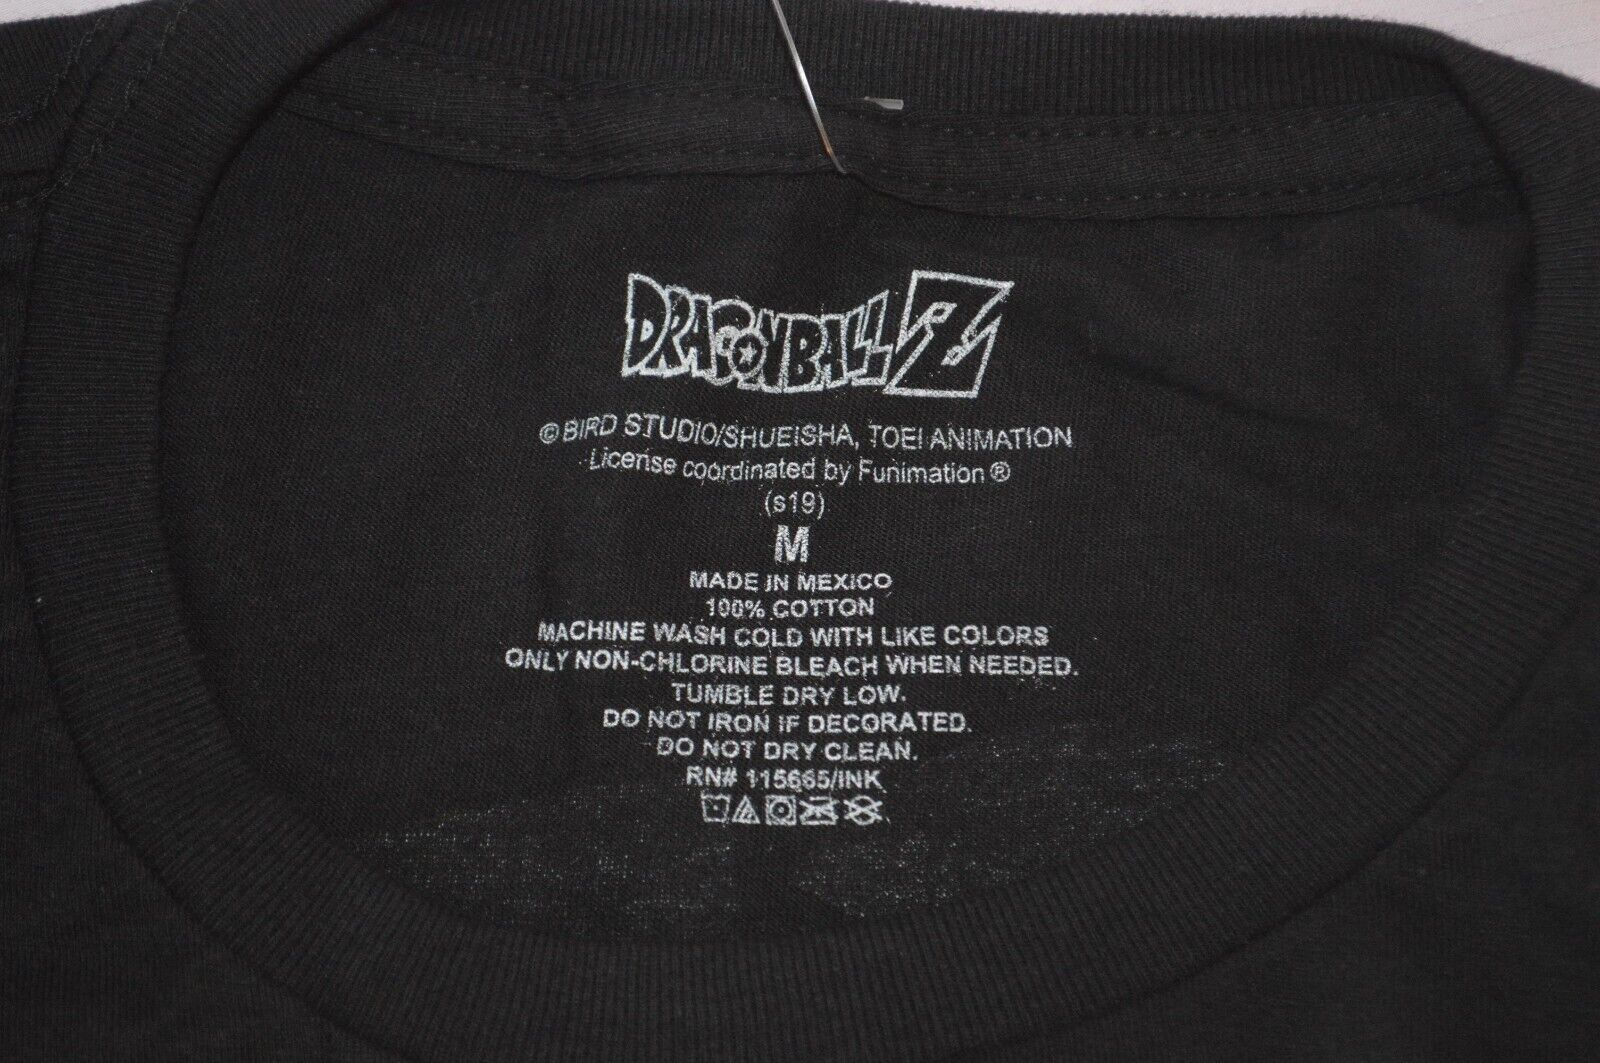 DRAGONBALL Z
© BIRD STUDIO/SHUEISHA, TOEI ANIMATION
License coordinated by Funimation ®
(s19)
M
MADE IN MEXICO
100% COTTON
MACHINE WASH COLD WITH LIKE COLORS
ONLY NON-CHLORINE BLEACH WHEN NEEDED.
TUMBLE DRY LOW.
DO NOT IRON IF DECORATED.
DO NOT DRY CLEAN.
RN# 115665/INK